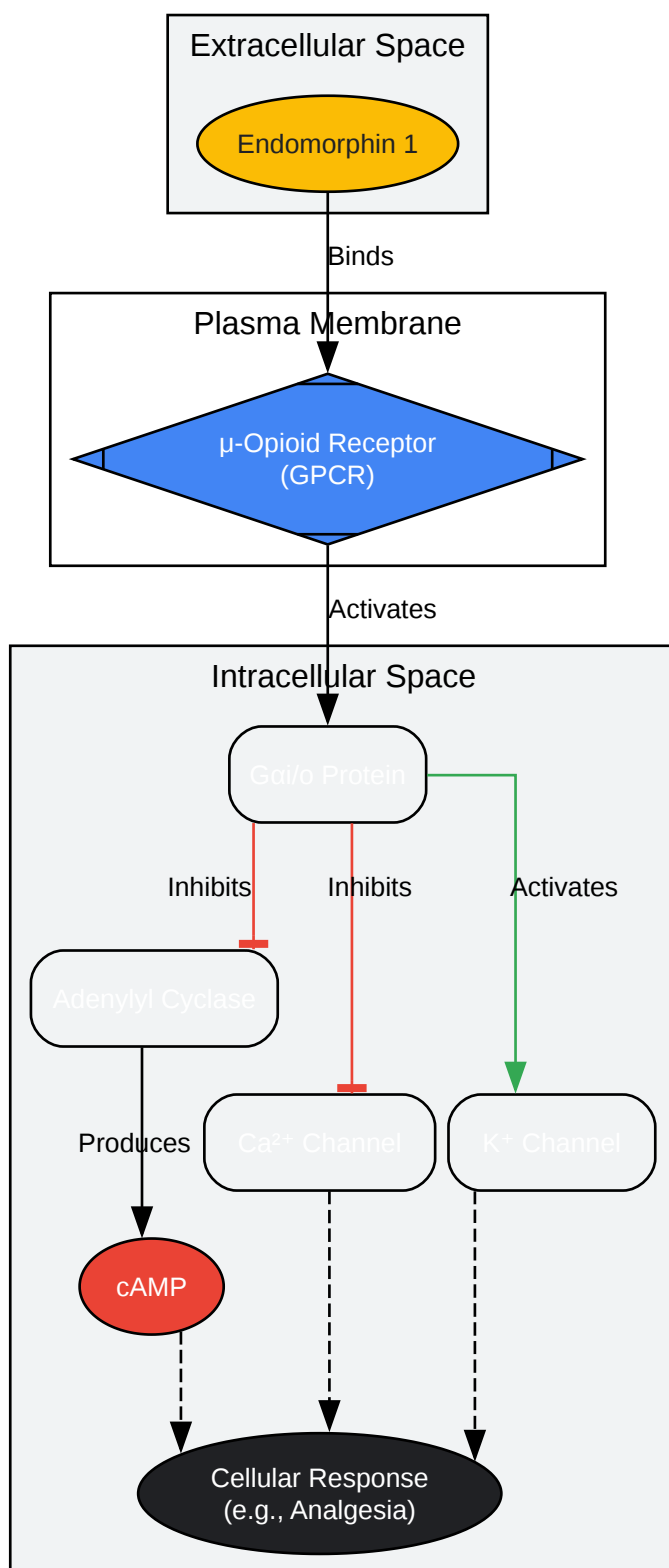 Extracellular Space
Endomorphin 1
Binds
Plasma Membrane
μ-Opioid Receptor
(GPCR)
Activates
Intracellular Space
Gαi/o Protein
Inhibits
Inhibits
Activates
Adenylyl Cyclase
Produces
Ca²⁺ Channel
K⁺ Channel
cAMP
Cellular Response
(e.g., Analgesia)